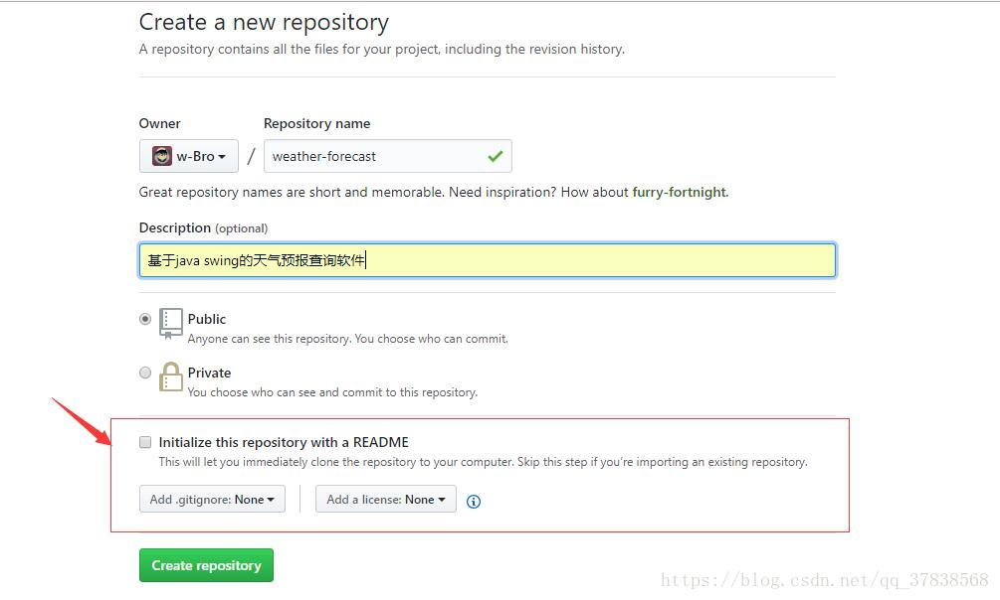 Create a new repository
A repository contains all the files for your project, including the revision history.
Owner Repository name
w-Bro / weather-forecast
Great repository names are short and memorable. Need inspiration? How about furry-fortnight.
Description (optional)
基于java swing的天气预报查询软件
Public
Anyone can see this repository. You choose who can commit.
Private
You choose who can see and commit to this repository.
Initialize this repository with a README
This will let you immediately clone the repository to your computer. Skip this step if you're importing an existing repository.
Add .gitignore: None Add a license: None
Create repository
https://blog.csdn.net/qq_37838568